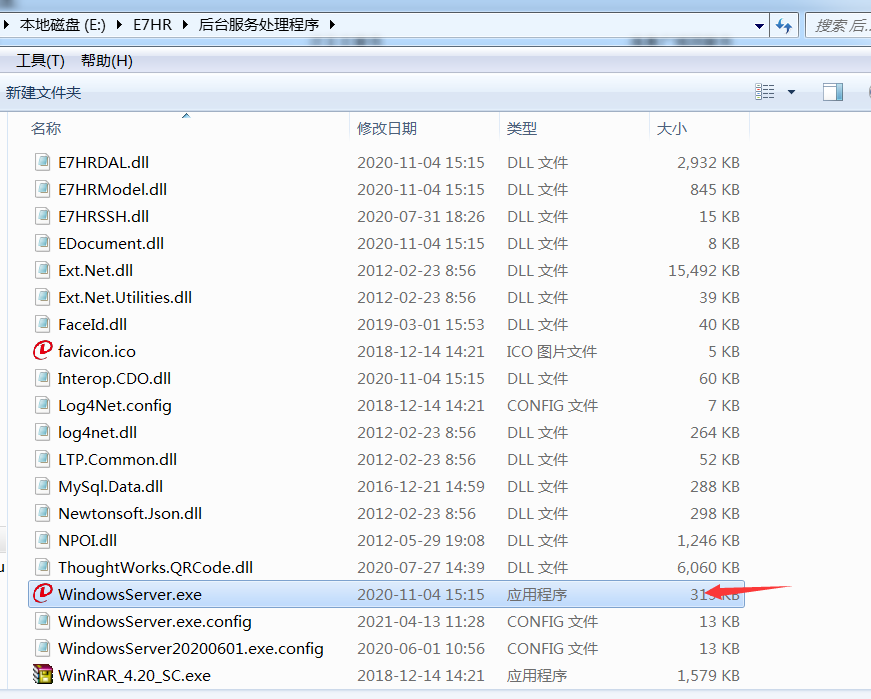 本地磁盘 (E:) E7HR 后台服务处理程序 搜索 后...
工具(T) 帮助(H)
新建文件夹
名称 修改日期 类型 大小
E7HRDAL.dll 2020-11-04 15:15 DLL 文件 2,932 KB
E7HRModel.dll 2020-11-04 15:15 DLL 文件 845 KB
E7HRSSH.dll 2020-07-31 18:26 DLL 文件 15 KB
EDocument.dll 2020-11-04 15:15 DLL 文件 8 KB
Ext.Net.dll 2012-02-23 8:56 DLL 文件 15,492 KB
Ext.Net.Utilities.dll 2012-02-23 8:56 DLL 文件 39 KB
FaceId.dll 2019-03-01 15:53 DLL 文件 40 KB
favicon.ico 2018-12-14 14:21 ICO 图片文件 5 KB
Interop.CDO.dll 2020-11-04 15:15 DLL 文件 60 KB
Log4Net.config 2018-12-14 14:21 CONFIG 文件 7 KB
log4net.dll 2012-02-23 8:56 DLL 文件 264 KB
LTP.Common.dll 2012-02-23 8:56 DLL 文件 52 KB
MySql.Data.dll 2016-12-21 14:59 DLL 文件 288 KB
Newtonsoft.Json.dll 2012-02-23 8:56 DLL 文件 298 KB
NPOI.dll 2012-05-29 19:08 DLL 文件 1,246 KB
ThoughtWorks.QRCode.dll 2020-07-27 14:39 DLL 文件 6,060 KB
WindowsServer.exe 2020-11-04 15:15 应用程序 KB
WindowsServer.exe.config 2021-04-13 11:28 CONFIG 文件 13 KB
WindowsServer20200601.exe.config 2020-06-01 10:56 CONFIG 文件 13 KB
WinRAR_4.20_SC.exe 2018-12-14 14:21 应用程序 1,579 KB